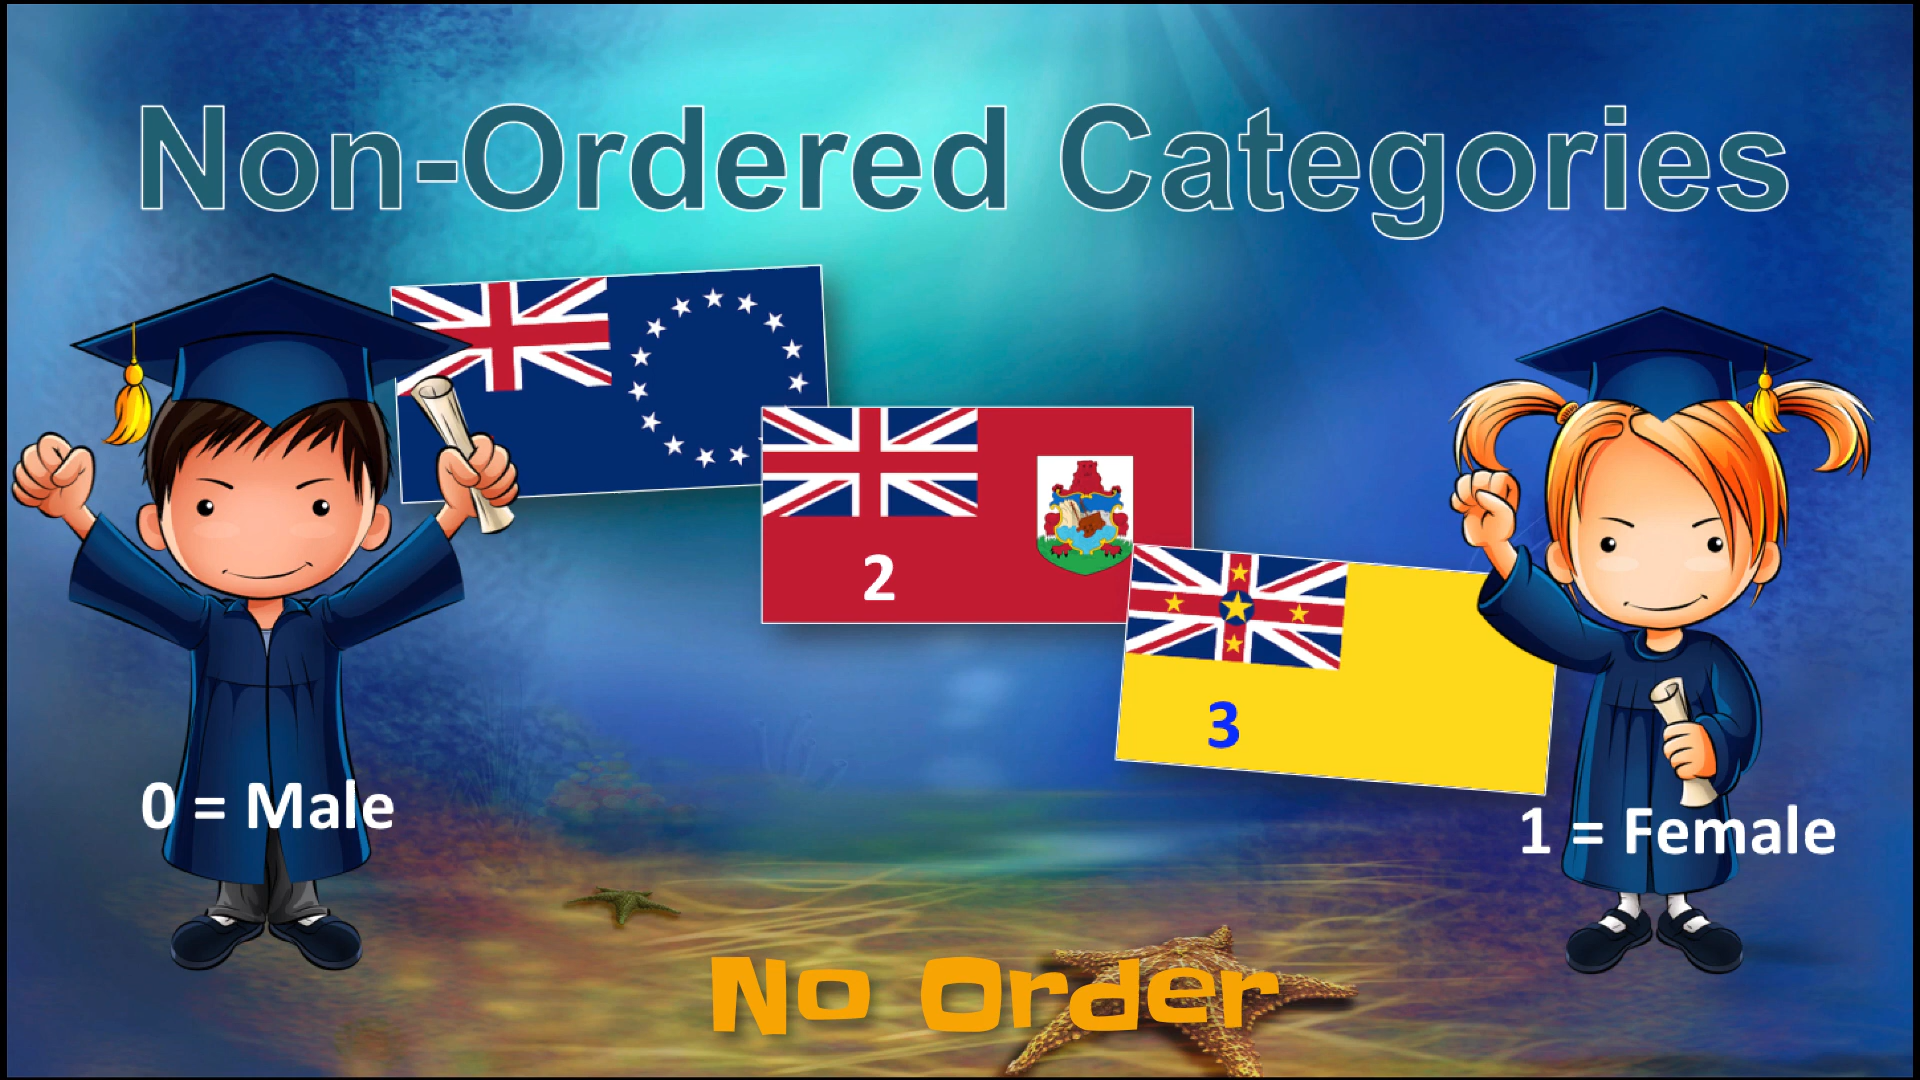 Non-Ordered Categories
2
3
0 = Male
1 = Female
No Order